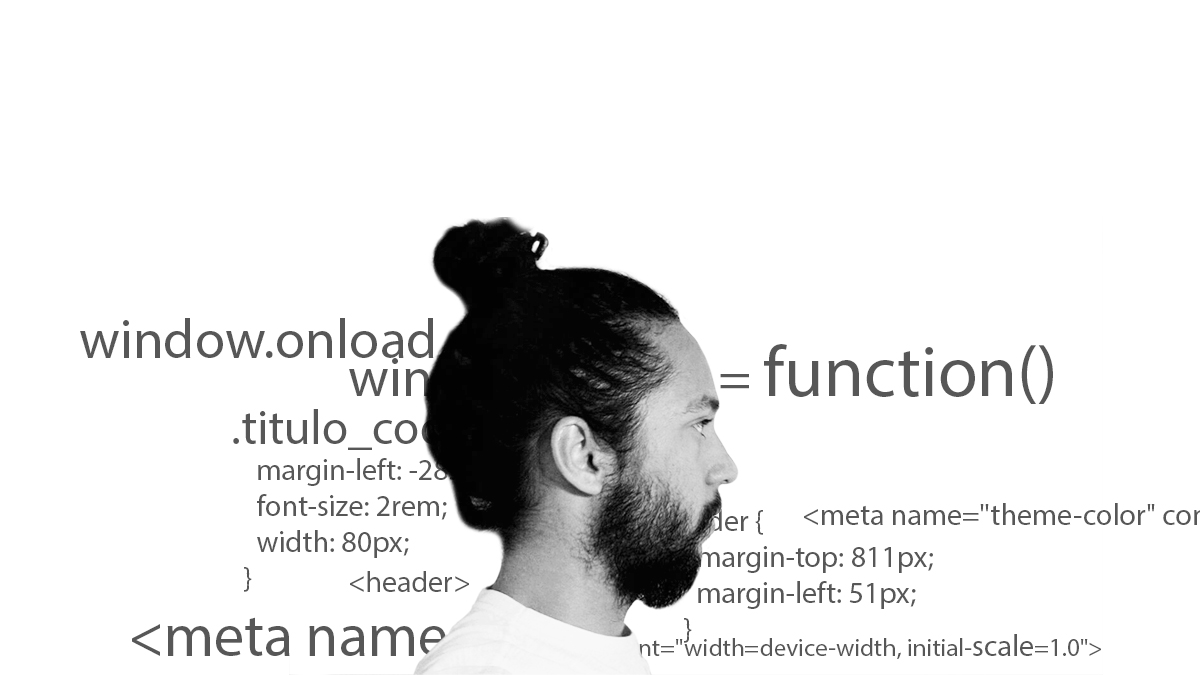 window.onload
win
= function()
.titulo_coc
margin-left: -28
font-size: 2rem;
width: 80px;
}
<header>
<meta name
der {
<meta name="theme-color" cor
margin-top: 811px;
margin-left: 51px;
}
nt="width=device-width, initial-scale=1.0">